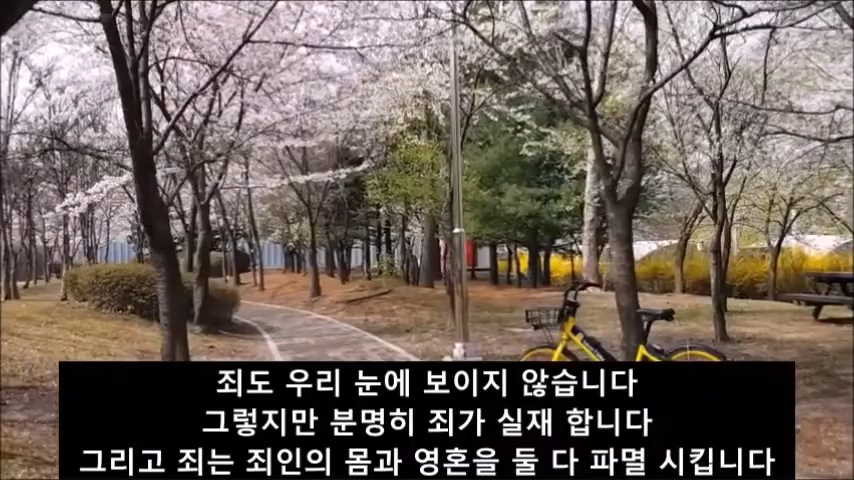 죄도 우리 눈에 보이지 않습니다
그렇지만 분명히 죄가 실재 합니다
그리고 죄는 죄인의 몸과 영혼을 둘 다 파멸 시킵니다